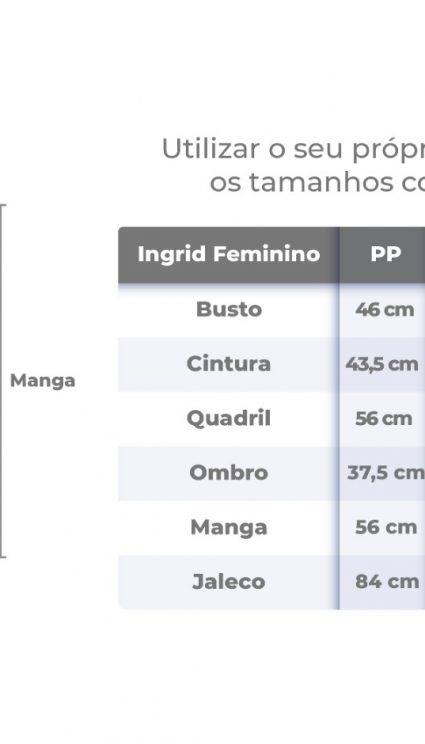 Utilizar o seu própr
os tamanhos co
Manga
Ingrid Feminino PP
Busto 46 cm
Cintura 43,5 cm
Quadril 56 cm
Ombro 37,5 cm
Manga 56 cm
Jaleco 84 cm